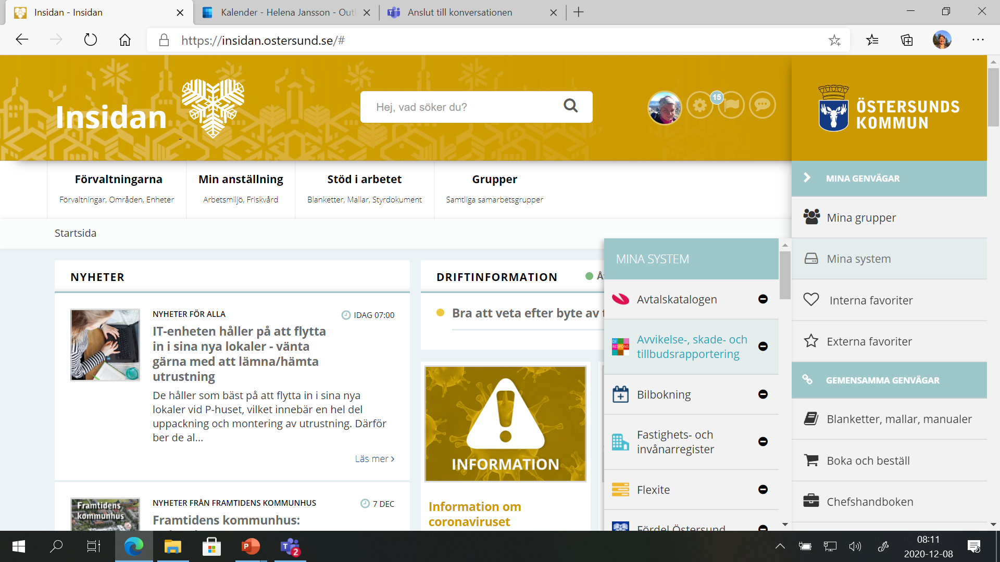 Insidan - Insidan
Kalender - Helena Jansson - Outl
Anslut till konversationen
https://insidan.ostersund.se/#
Insidan
Hej, vad söker du?
15
ÖSTERSUNDS
KOMMUN
Förvaltningarna
Förvaltningar, Områden, Enheter
Min anställning
Arbetsmiljö, Friskvård
Stöd i arbetet
Blanketter, Mallar, Styrdokument
Grupper
Samtliga samarbetsgrupper
Startsida
NYHETER
NYHETER FÖR ALLA
IDAG 07:00
IT-enheten håller på att flytta
in i sina nya lokaler - vänta
gärna med att lämna/hämta
utrustning
De håller som bäst på att flytta in i sina nya
lokaler vid P-huset, vilket innebär en hel del
uppackning och montering av utrustning. Därför
ber de al...
Läs mer
Framtidens
kommunhus
NYHETER FRÅN FRAMTIDENS KOMMUNHUS
7 DEC
Framtidens kommunhus:
DRIFTINFORMATION
Bra att veta efter byte av
INFORMATION
Information om
coronaviruset
MINA SYSTEM
Avtalskatalogen
DF
RESPONS
Avvikelse-, skade- och
tillbudsrapportering
Bilbokning
Fastighets- och
invånarregister
Flexite
Fördel Östersund
MINA GENVÄGAR
Mina grupper
Mina system
Interna favoriter
Externa favoriter
GEMENSAMMA GENVÄGAR
Blanketter, mallar, manualer
Boka och beställ
Chefshandboken
2
08:11
2020-12-08